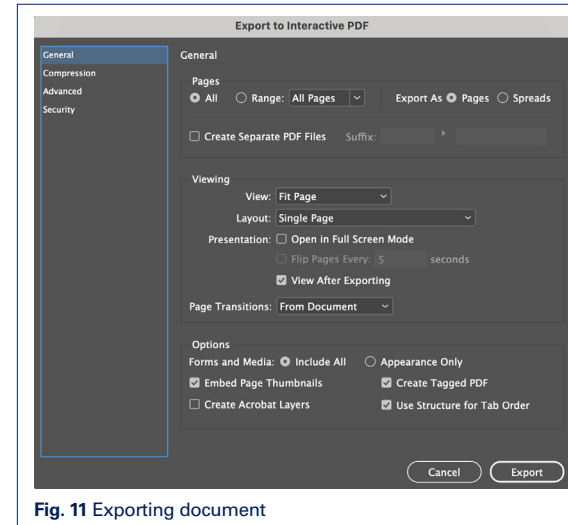 Export to Interactive PDF
General
Compression
Advanced
Security
General
Pages
All Range: All Pages Export As Pages Spreads
Create Separate PDF Files Suffix:
Viewing
View: Fit Page
Layout: Single Page
Presentation: Open in Full Screen Mode
Flip Pages Every: 5 seconds
View After Exporting
Page Transitions: From Document
Options
Forms and Media: Include All Appearance Only
Embed Page Thumbnails Create Tagged PDF
Create Acrobat Layers Use Structure for Tab Order
Cancel Export
Fig. 11 Exporting document